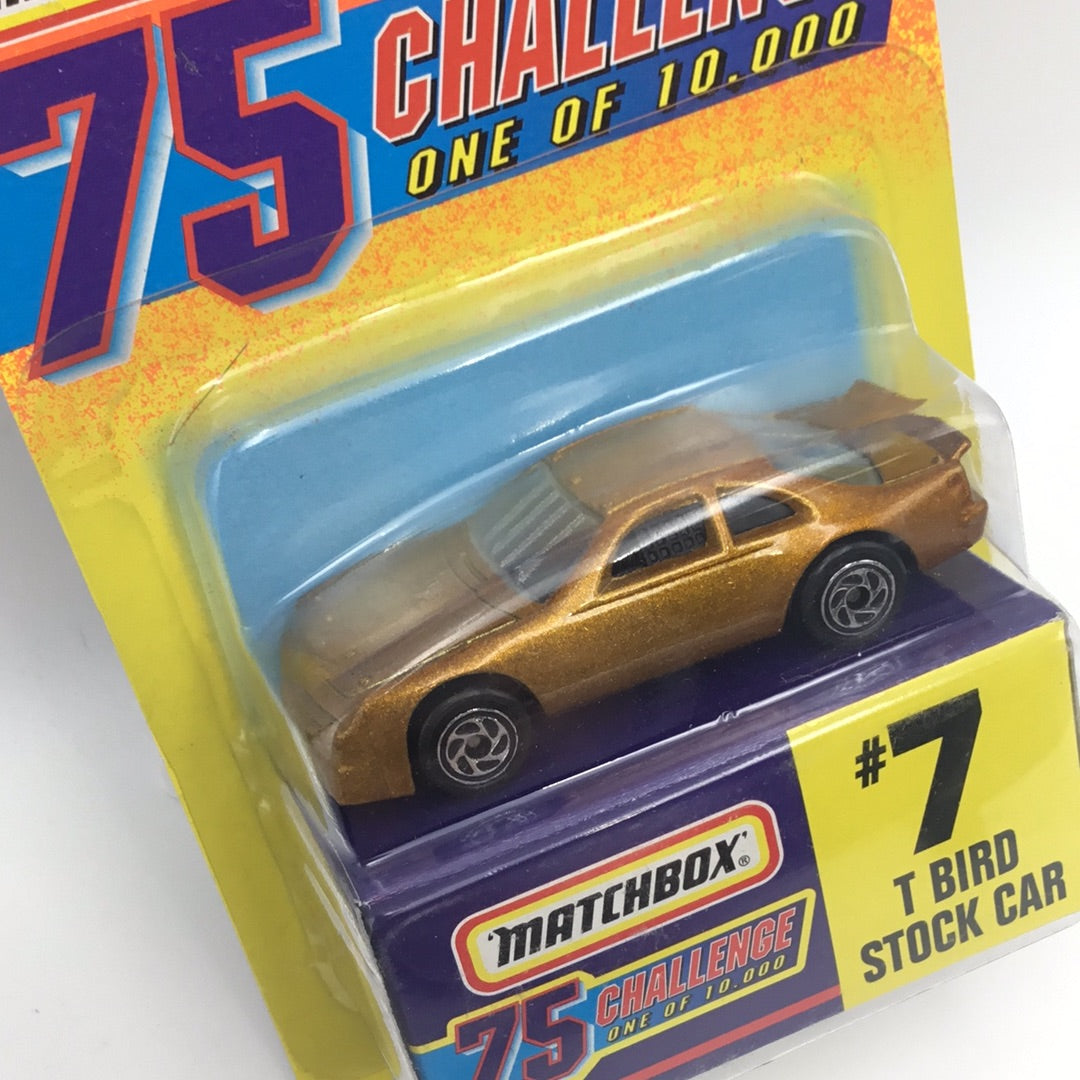 75
CHALLENGE
ONE OF 10.000
#7
T BIRD
STOCK CAR
MATCHBOX®
75 CHALLENGE
ONE OF 10.000